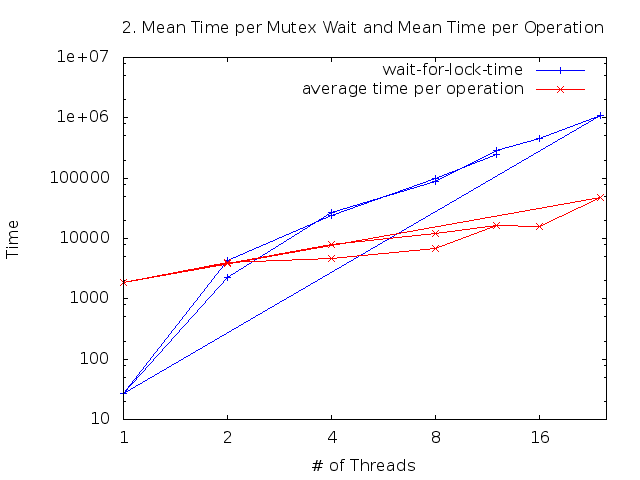 2. Mean Time per Mutex Wait and Mean Time per Operation
1e+07
wait-for-lock-time
average time per operation
1e+06
100000
10000
1000
100
10
Time
1 2 4 8 16
# of Threads